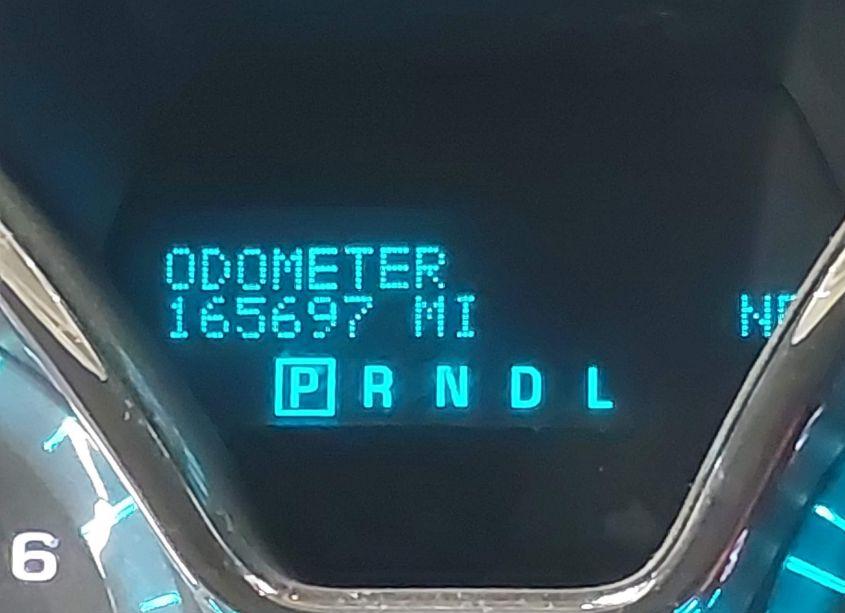 ODOMETER
165697 MI
P R N D L
6